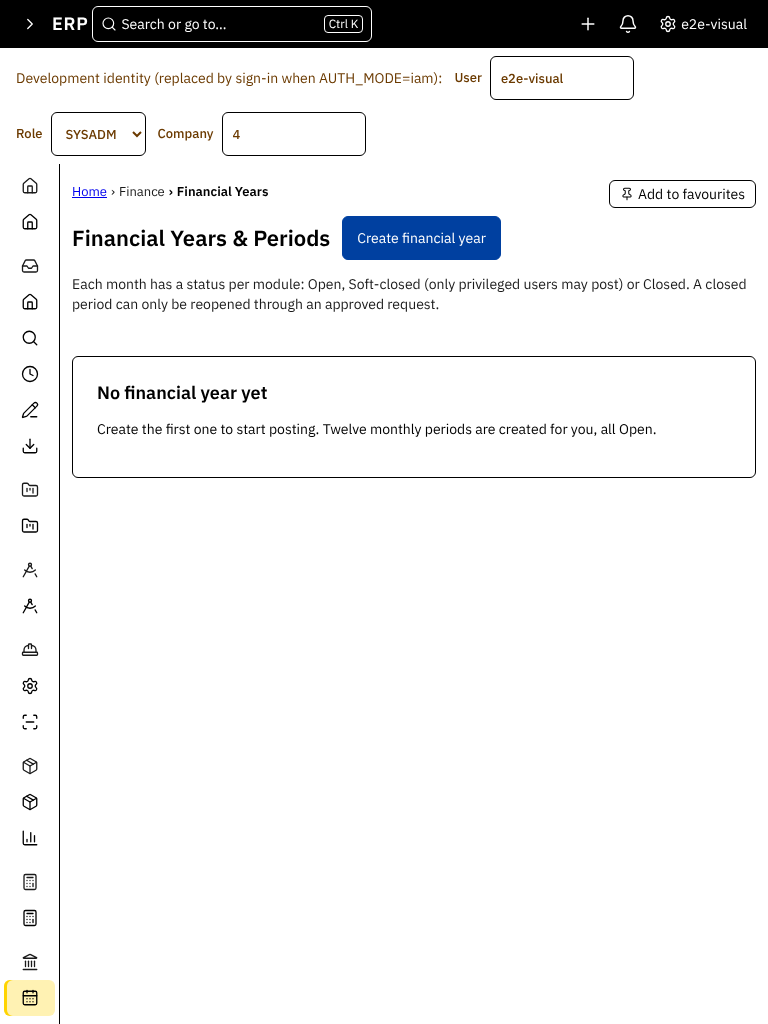 ERP Search or go to... Ctrl K e2e-visual
Development identity (replaced by sign-in when AUTH_MODE=iam): User e2e-visual
Role SYSADM Company 4
Home › Finance › Financial Years Add to favourites
Financial Years & Periods Create financial year
Each month has a status per module: Open, Soft-closed (only privileged users may post) or Closed. A closed
period can only be reopened through an approved request.
No financial year yet
Create the first one to start posting. Twelve monthly periods are created for you, all Open.